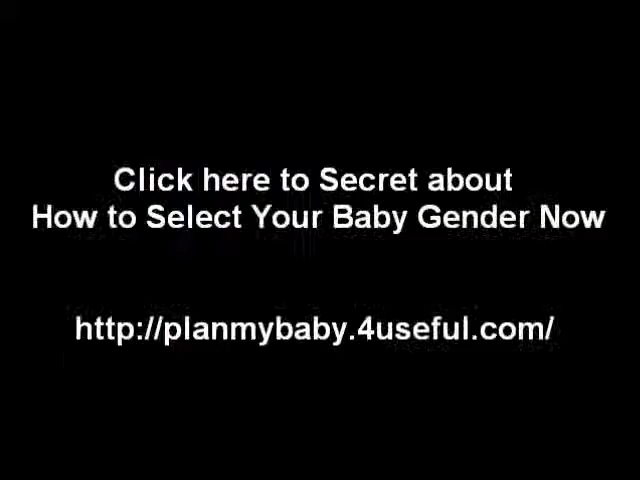 Click here to Secret about
How to Select Your Baby Gender Now
http://planmybaby.4useful.com/